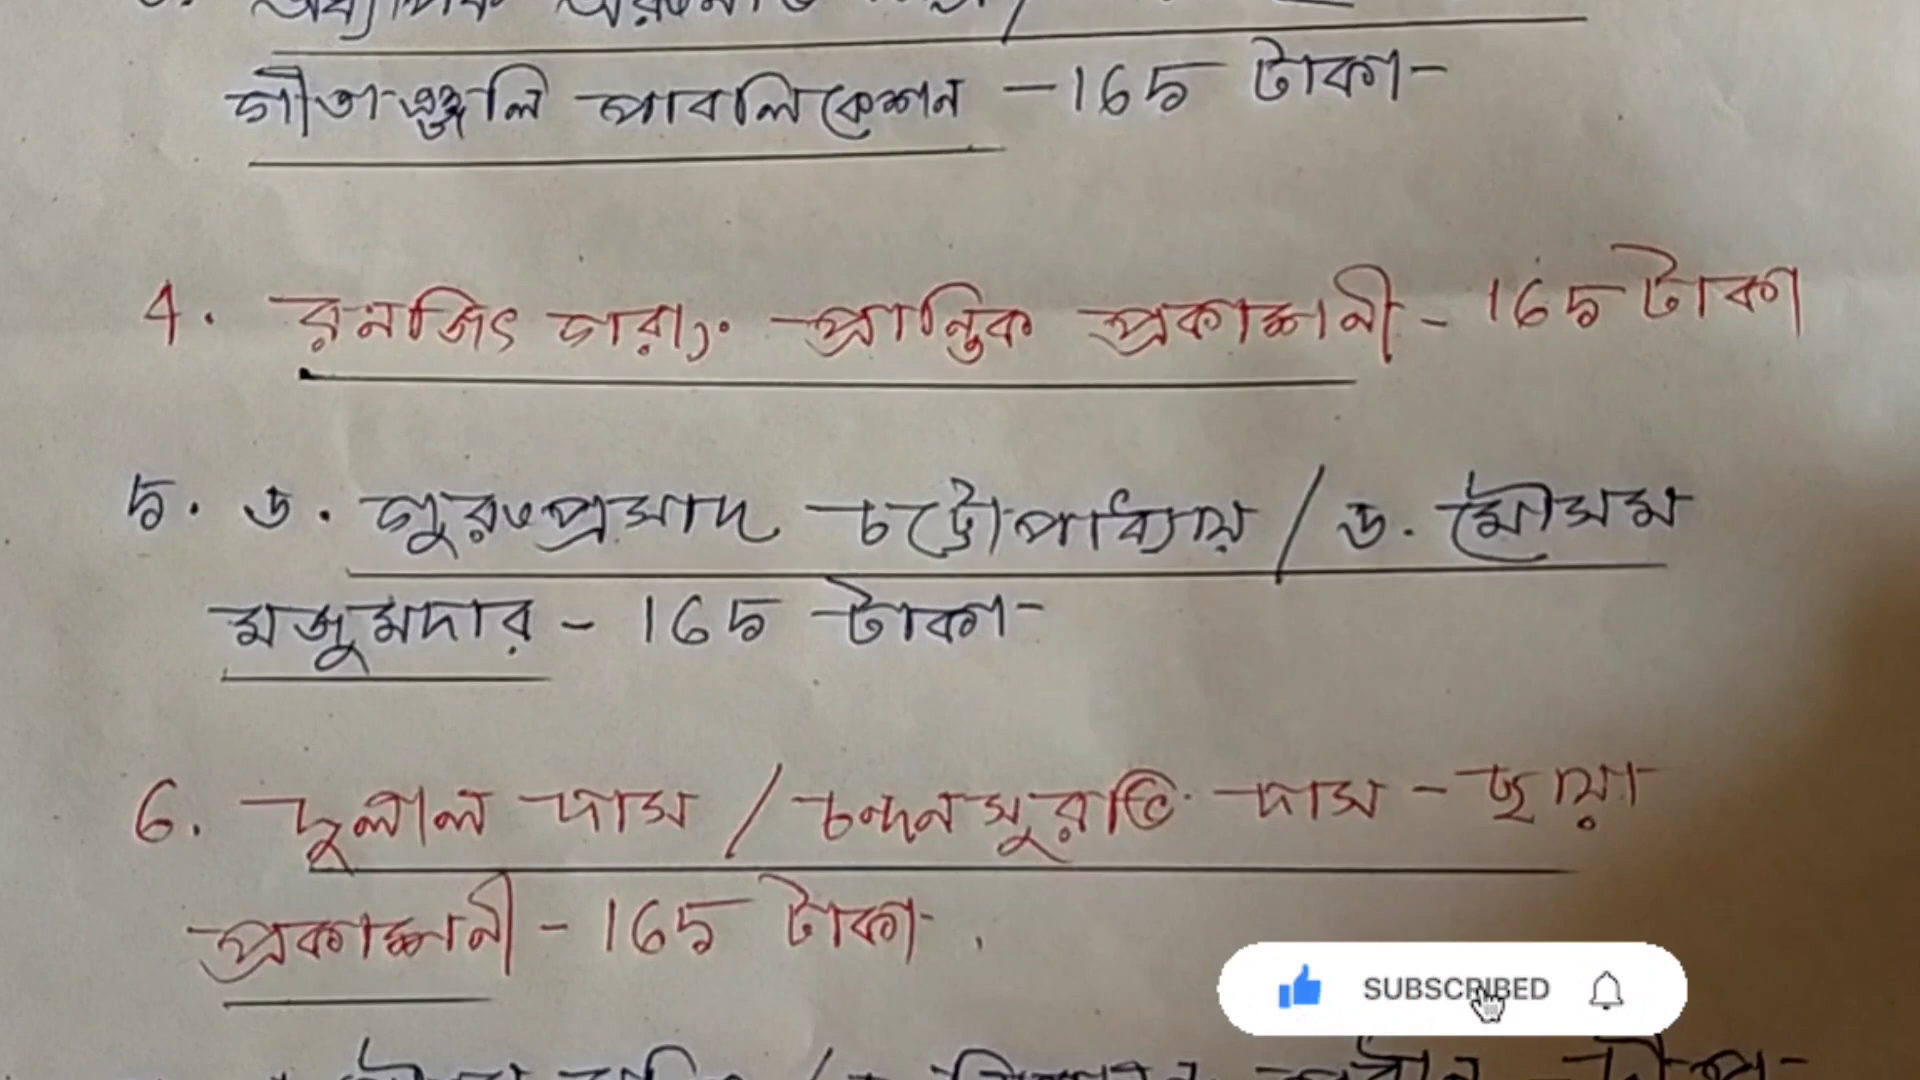 গীতাঞ্জলি পাবলিকেশন - 165 টাকা
4. রনজিৎ গরাং - প্রান্তিক প্রকাশনী - 165 টাকা
5. ড. গুরুপ্রসাদ চট্টোপাধ্যায় / ড. মৌসম
মজুমদার - 165 টাকা
6. দুলাল দাস / চন্দনসুরভি দাস - ছায়া
প্রকাশনী - 165 টাকা.
SUBSCRIBED